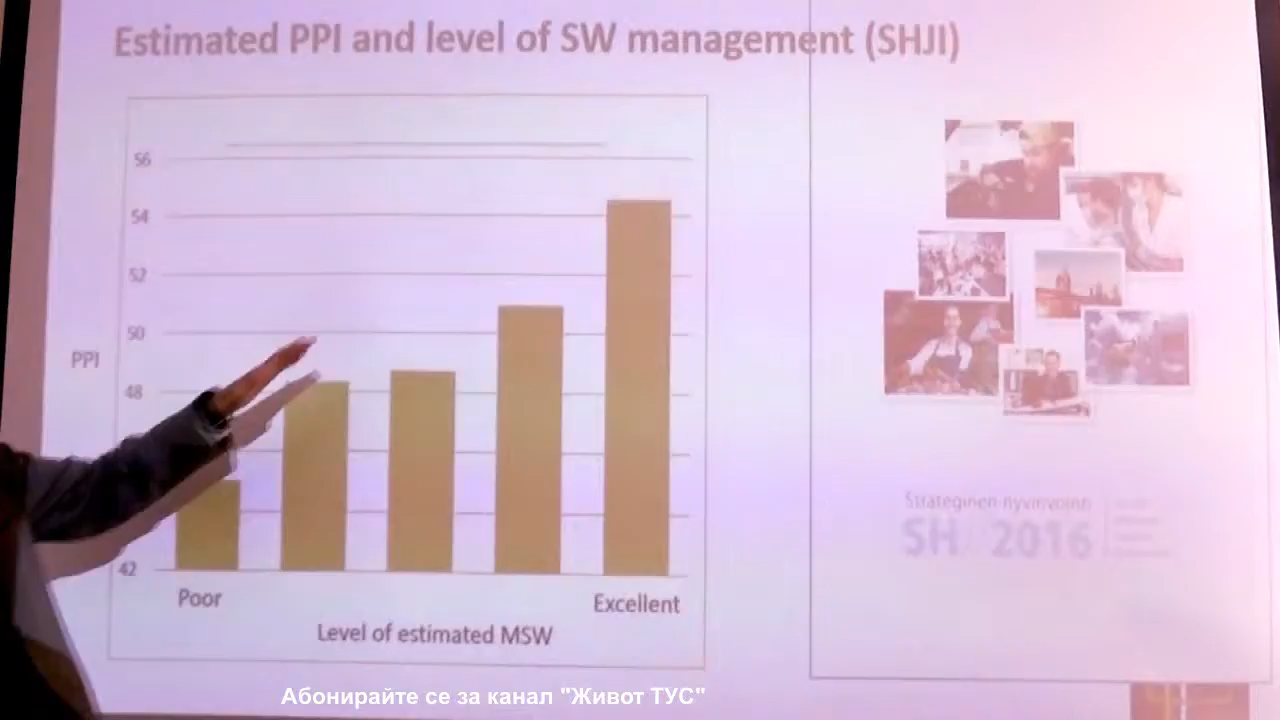 Estimated PPI and level of SW management (SHJI)
56
54
52
50
PPI
48
42
Poor
Excellent
Level of estimated MSW
Strateginen hyvinvointi
2016
Абонирайте се за канал "Живот ТУС"